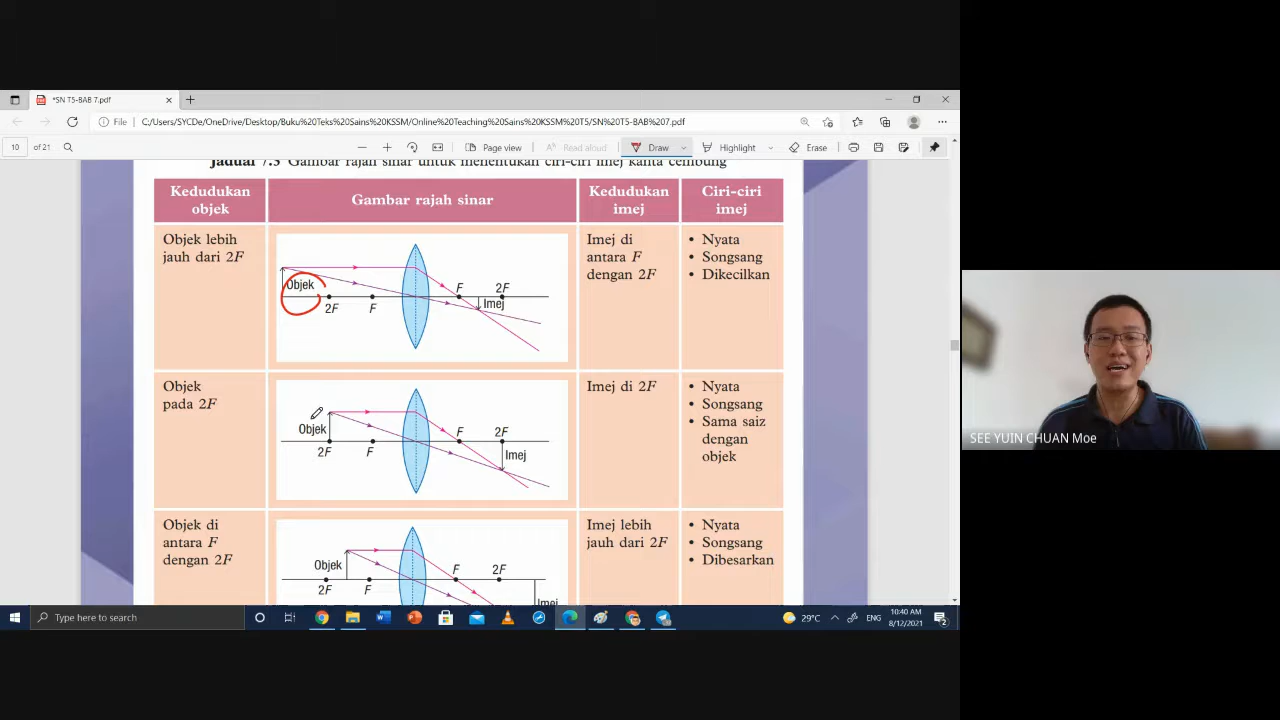 *SN T5-BAB 7.pdf
File
C:/Users/SYCDe/OneDrive/Desktop/Buku%20Teks%20Sains%20KSSM/Online%20Teaching%20Sains%20KSSM%20T5/SN%20T5-BAB%207.pdf
10 of 21
Page view
Read aloud
Draw
Highlight
Erase
Jadual 7.3 Gambar rajah sinar untuk menentukan ciri-ciri imej kanta cembung
Kedudukan
objek
Gambar rajah sinar
Kedudukan
imej
Ciri-ciri
imej
Objek lebih
jauh dari 2F
Objek
2F
F
F
2F
Imej
Imej di
antara F
dengan 2F
• Nyata
• Songsang
• Dikecilkan
Objek
pada 2F
Objek
2F
F
F
2F
Imej
Imej di 2F
• Nyata
• Songsang
• Sama saiz
dengan
objek
Objek di
antara F
dengan 2F
Objek
2F
F
F
2F
Imej
Imej lebih
jauh dari 2F
• Nyata
• Songsang
• Dibesarkan
SEE YUIN CHUAN Moe
Type here to search
29°C
ENG
10:40 AM
8/12/2021
2